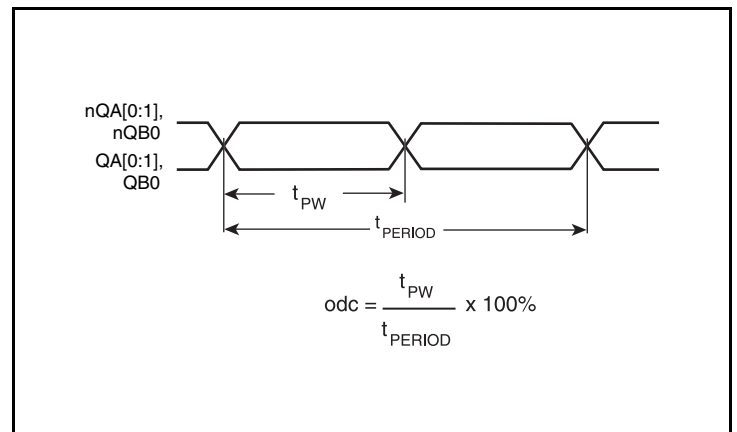 nQA[0:1],
nQB0
QA[0:1],
QB0
tPW
tPERIOD
odc = tPW / tPERIOD x 100%